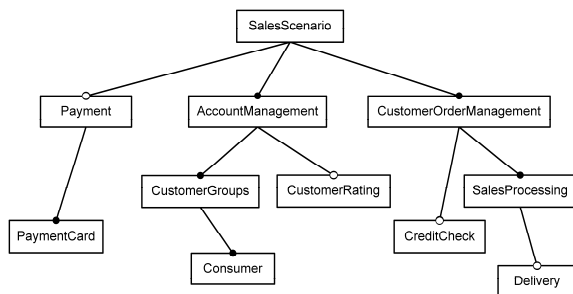 SalesScenario
Payment
AccountManagement
CustomerOrderManagement
CustomerGroups
CustomerRating
SalesProcessing
PaymentCard
CreditCheck
Consumer
Delivery